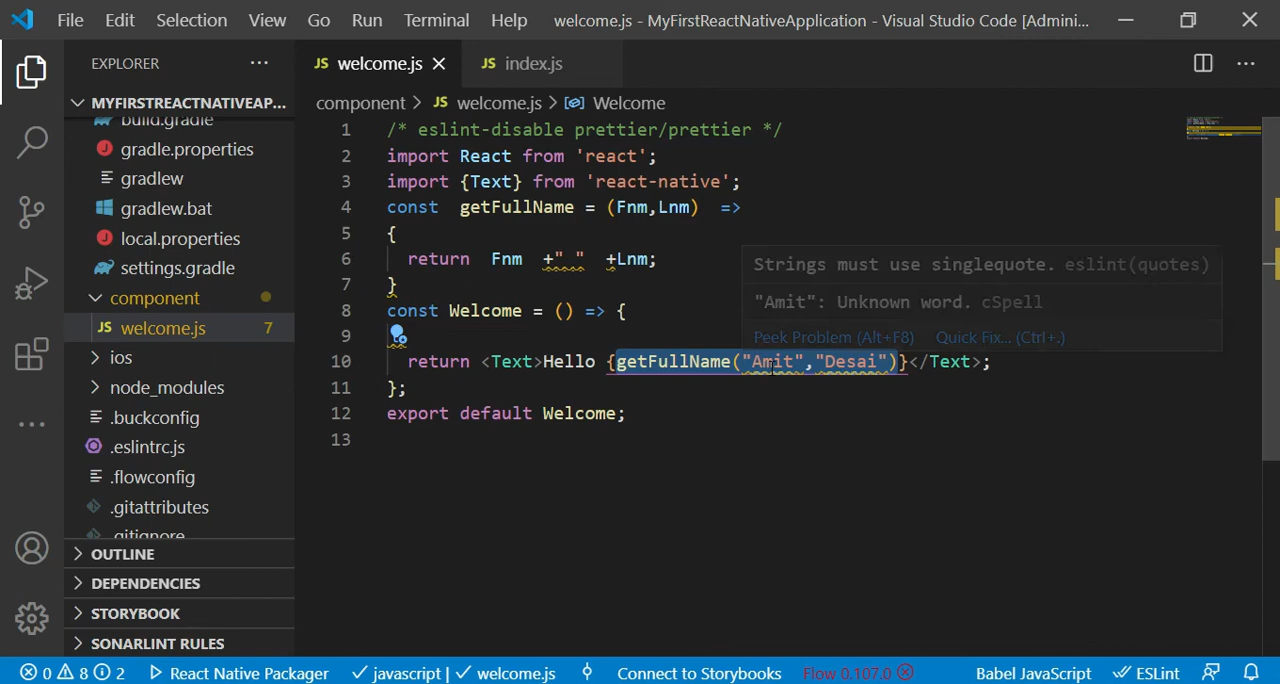 File Edit Selection View Go Run Terminal Help welcome.js - MyFirstReactNativeApplication - Visual Studio Code [Admini...
EXPLORER ...
JS welcome.js
JS index.js
MYFIRSTREACTNATIVEAP...
component > JS welcome.js > Welcome
build.gradle
gradle.properties
gradlew
gradlew.bat
local.properties
settings.gradle
component
JS welcome.js 7
ios
node_modules
.buckconfig
.eslintrc.js
.flowconfig
.gitattributes
.gitignore
OUTLINE
DEPENDENCIES
STORYBOOK
SONARLINT RULES
1 /* eslint-disable prettier/prettier */
2 import React from 'react';
3 import {Text} from 'react-native';
4 const getFullName = (Fnm,Lnm) =>
5 {
6 return Fnm +" " +Lnm;
7 }
8 const Welcome = () => {
9
10 return <Text>Hello {getFullName("Amit","Desai")}</Text>;
11 };
12 export default Welcome;
13
Strings must use singlequote. eslint(quotes)
"Amit": Unknown word. cSpell
Peek Problem (Alt+F8) Quick Fix... (Ctrl+.)
0 8 2 React Native Packager javascript | welcome.js Connect to Storybooks Flow 0.107.0 Babel JavaScript ESLint